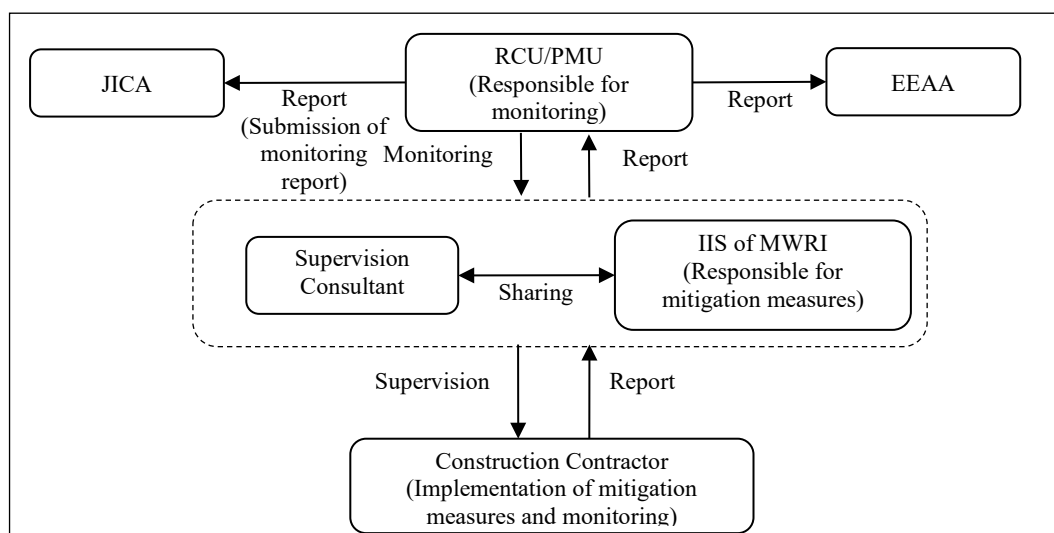 RCU/PMU
(Responsible for
monitoring)
JICA
EEAA
Report
(Submission of
monitoring
report)
Report
Monitoring
Report
Supervision
Consultant
Sharing
IIS of MWRI
(Responsible for
mitigation measures)
Supervision
Report
Construction Contractor
(Implementation of mitigation
measures and monitoring)